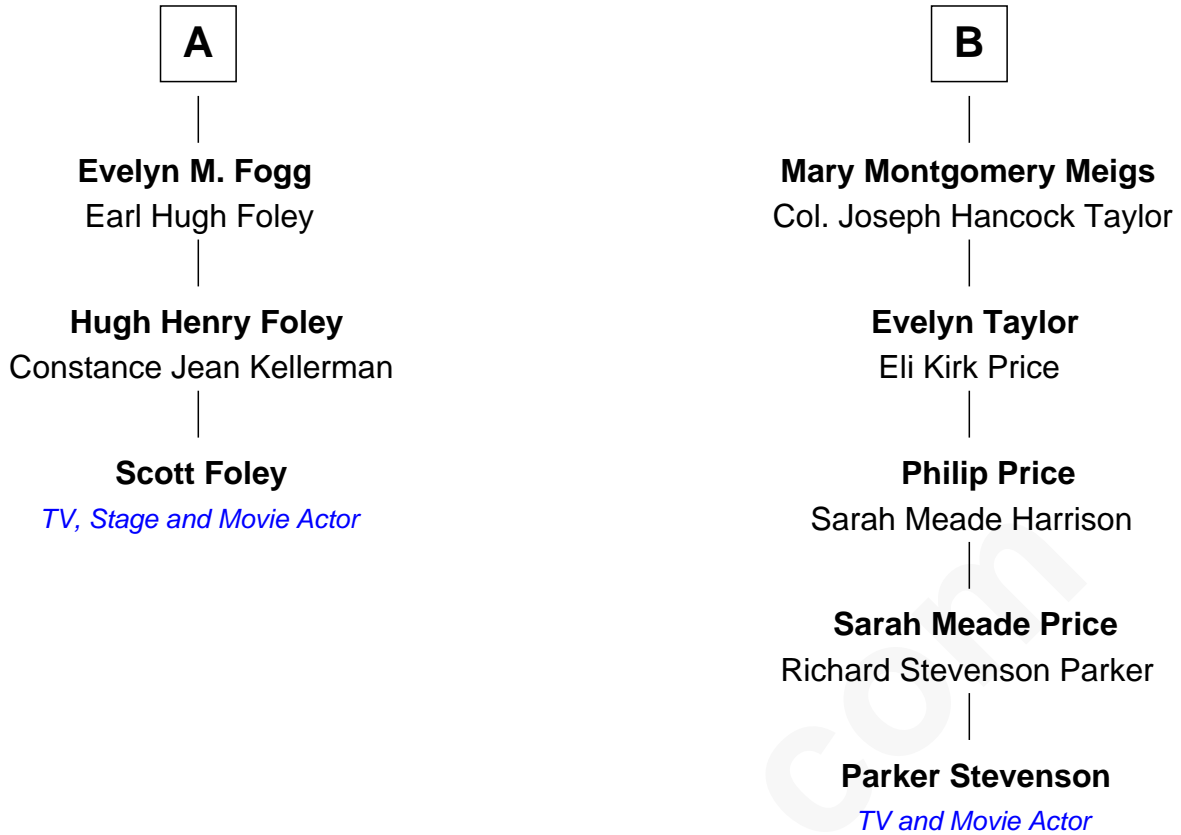 A
Evelyn M. Fogg
Earl Hugh Foley
Hugh Henry Foley
Constance Jean Kellerman
Scott Foley
TV, Stage and Movie Actor
B
Mary Montgomery Meigs
Col. Joseph Hancock Taylor
Evelyn Taylor
Eli Kirk Price
Philip Price
Sarah Meade Harrison
Sarah Meade Price
Richard Stevenson Parker
Parker Stevenson
TV and Movie Actor
com